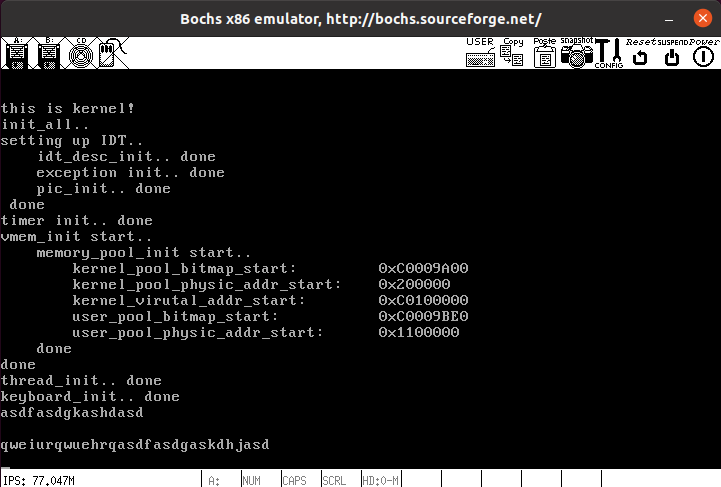 Bochs x86 emulator, http://bochs.sourceforge.net/
A: B: CD USER Copy Paste snapshot CONFIG Reset SUSPEND Power
this is kernel!
init_all..
setting up IDT..
    idt_desc_init.. done
    exception init.. done
    pic_init.. done
 done
timer init.. done
vmem_init start..
    memory_pool_init start..
        kernel_pool_bitmap_start:         0xC0009A00
        kernel_pool_physic_addr_start:    0x200000
        kernel_virutal_addr_start:        0xC0100000
        user_pool_bitmap_start:           0xC0009BE0
        user_pool_physic_addr_start:      0x1100000
    done
done
thread_init.. done
keyboard_init.. done
asdfasdgkashdasd
qweiurqwuehrqasdfasdgaskdhjasd
IPS: 77.047M A: NUM CAPS SCRL HD:0-M